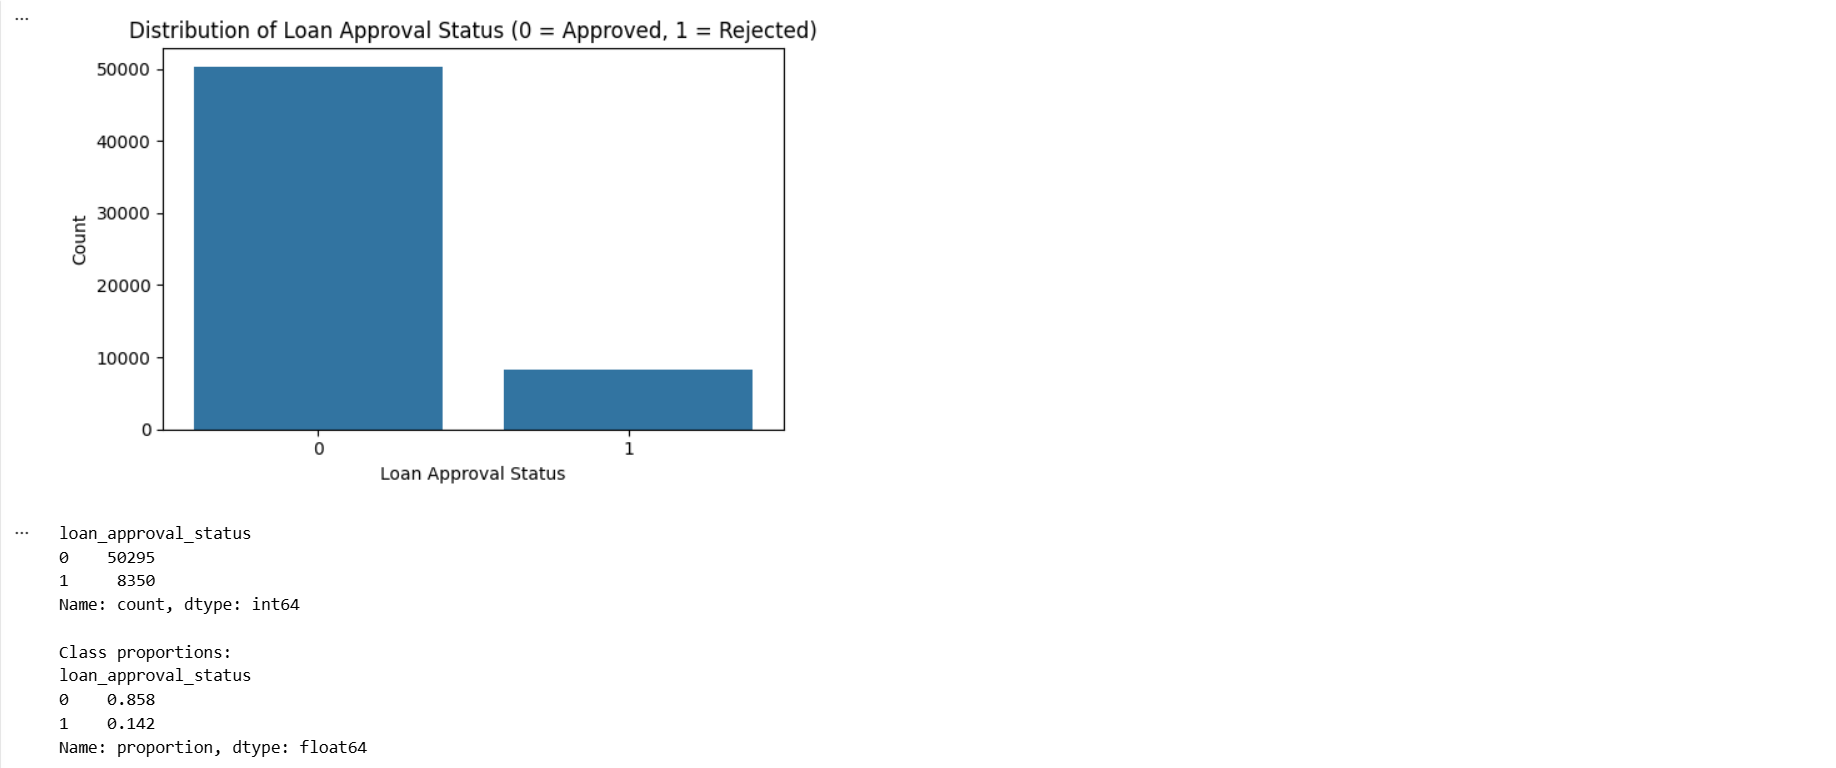 ...
Distribution of Loan Approval Status (0 = Approved, 1 = Rejected)
50000
40000
30000
20000
10000
0
Count
0 1
Loan Approval Status
...
loan_approval_status
0    50295
1     8350
Name: count, dtype: int64
Class proportions:
loan_approval_status
0    0.858
1    0.142
Name: proportion, dtype: float64